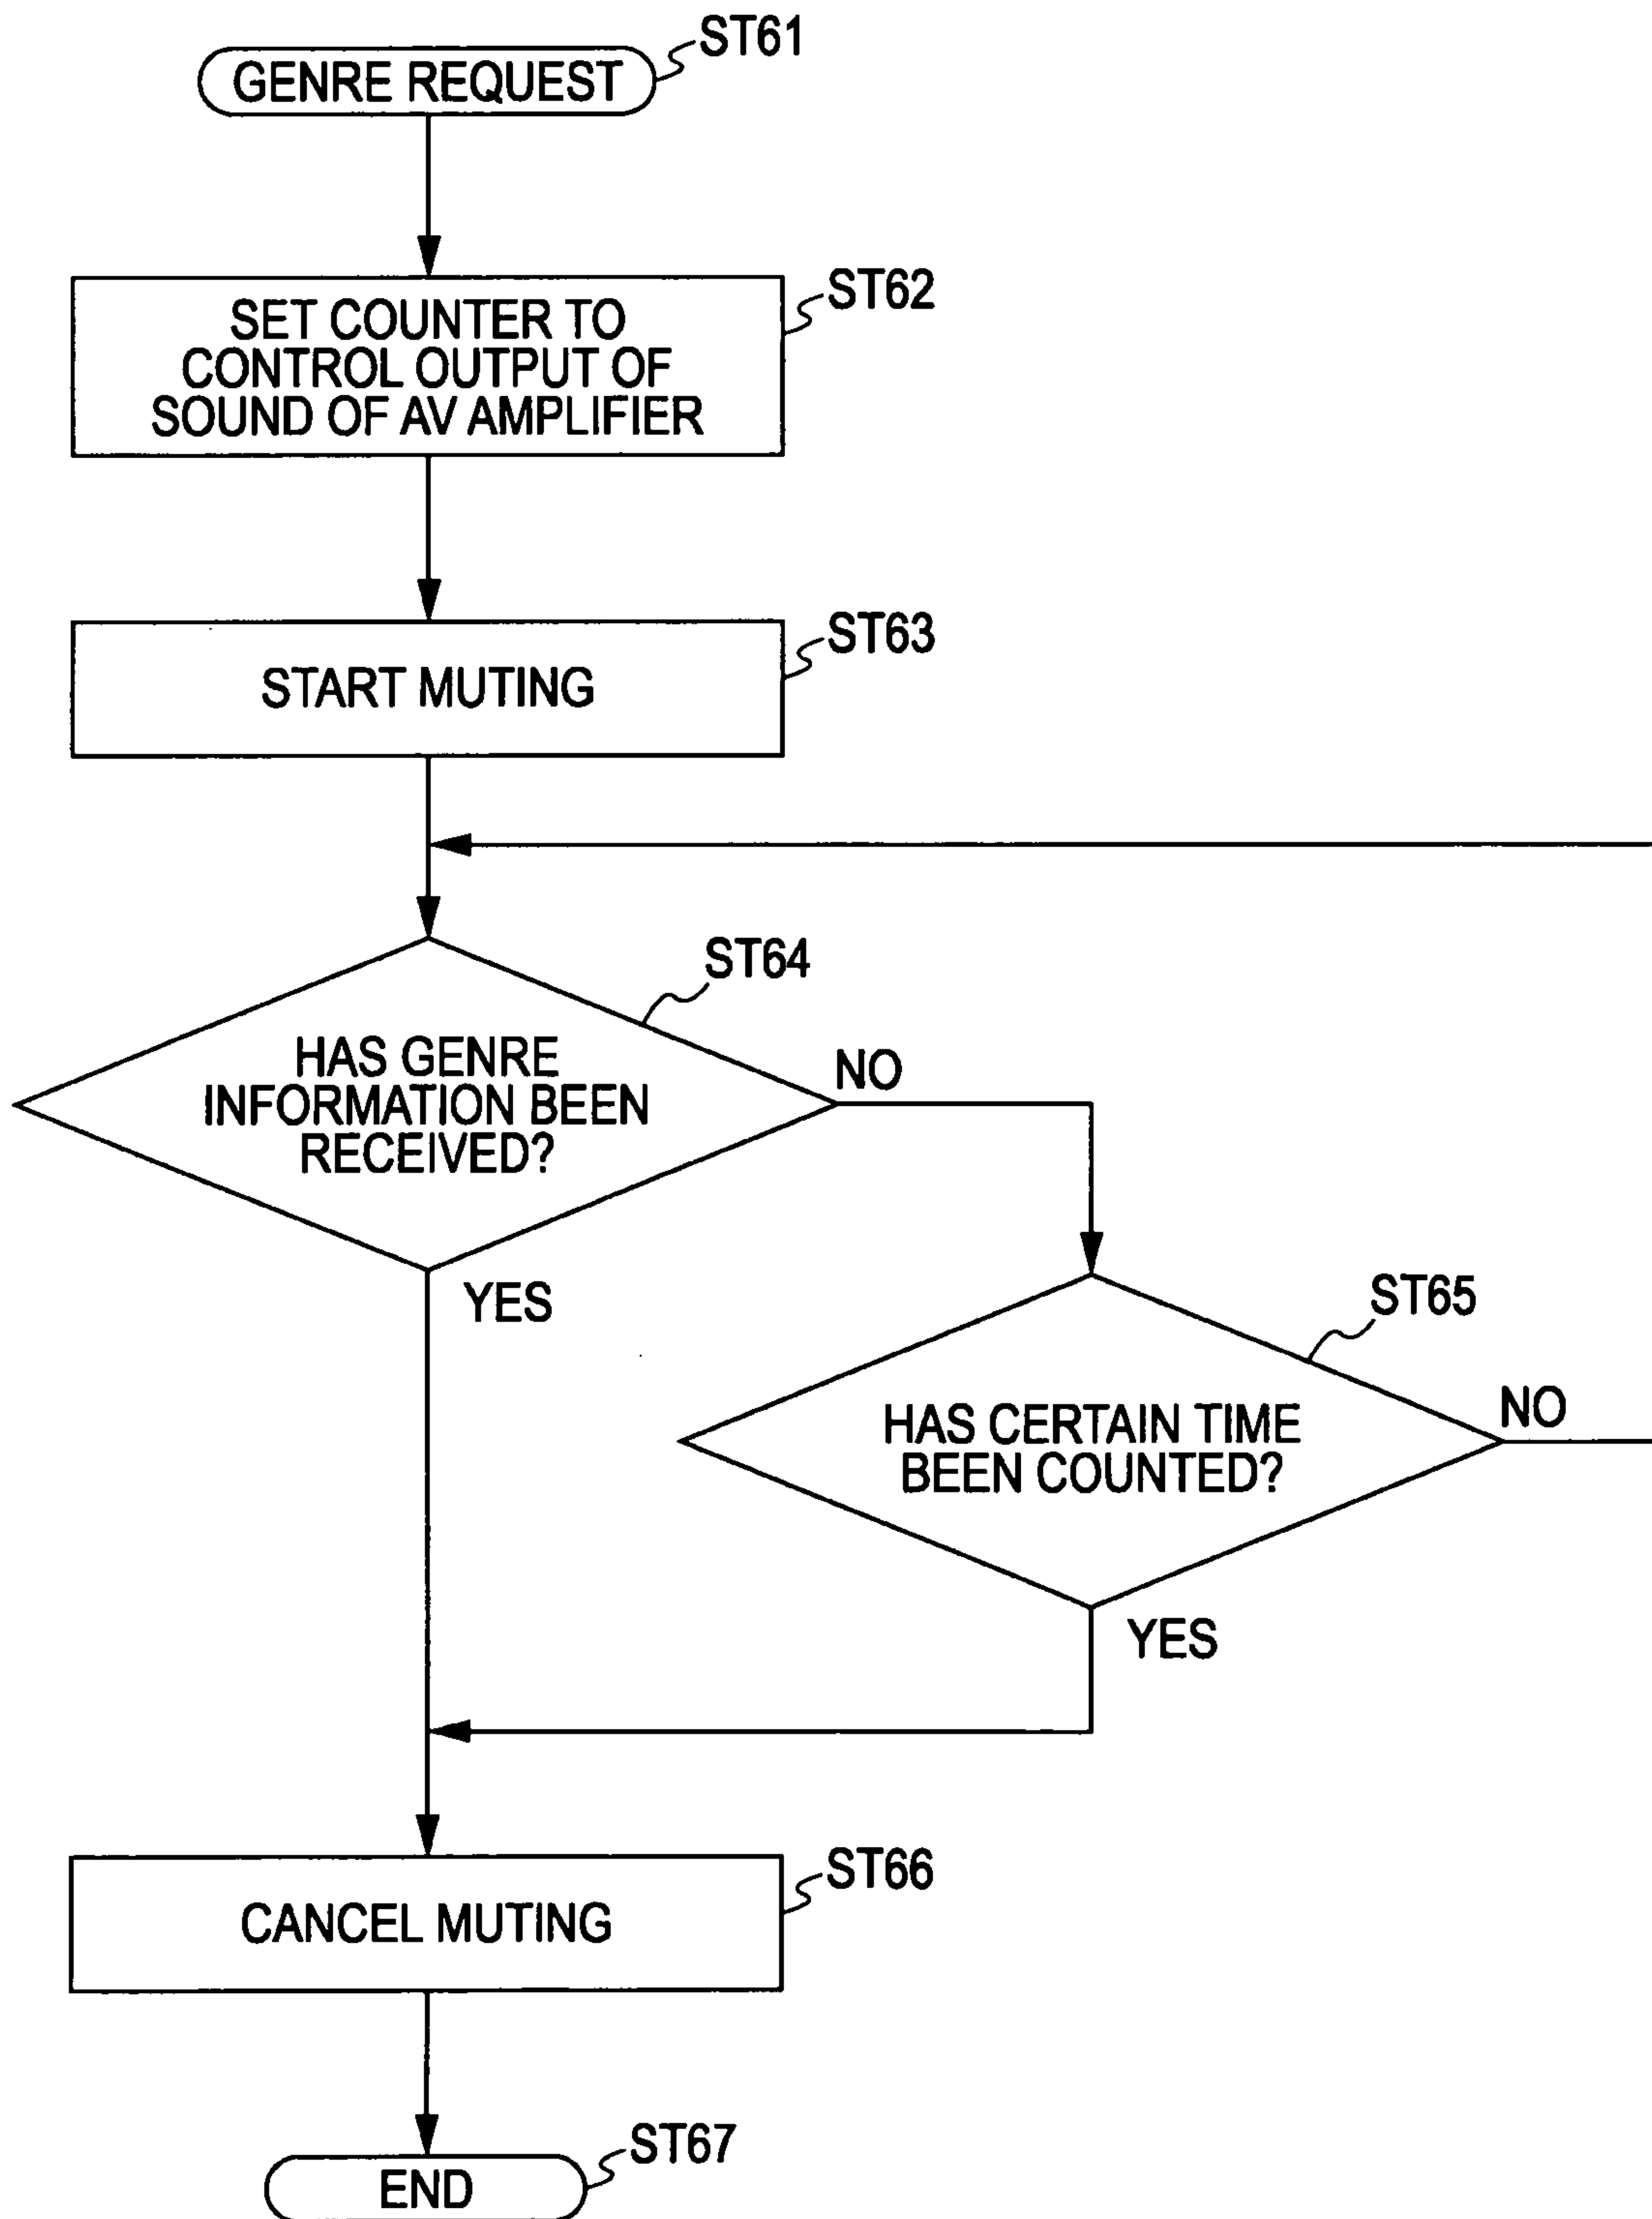 ST61
GENRE REQUEST
ST62
SET COUNTER TO
CONTROL OUTPUT OF
SOUND OF AV AMPLIFIER
ST63
START MUTING
ST64
HAS GENRE
INFORMATION BEEN
RECEIVED?
NO
YES
ST65
HAS CERTAIN TIME
BEEN COUNTED?
NO
YES
ST66
CANCEL MUTING
ST67
END